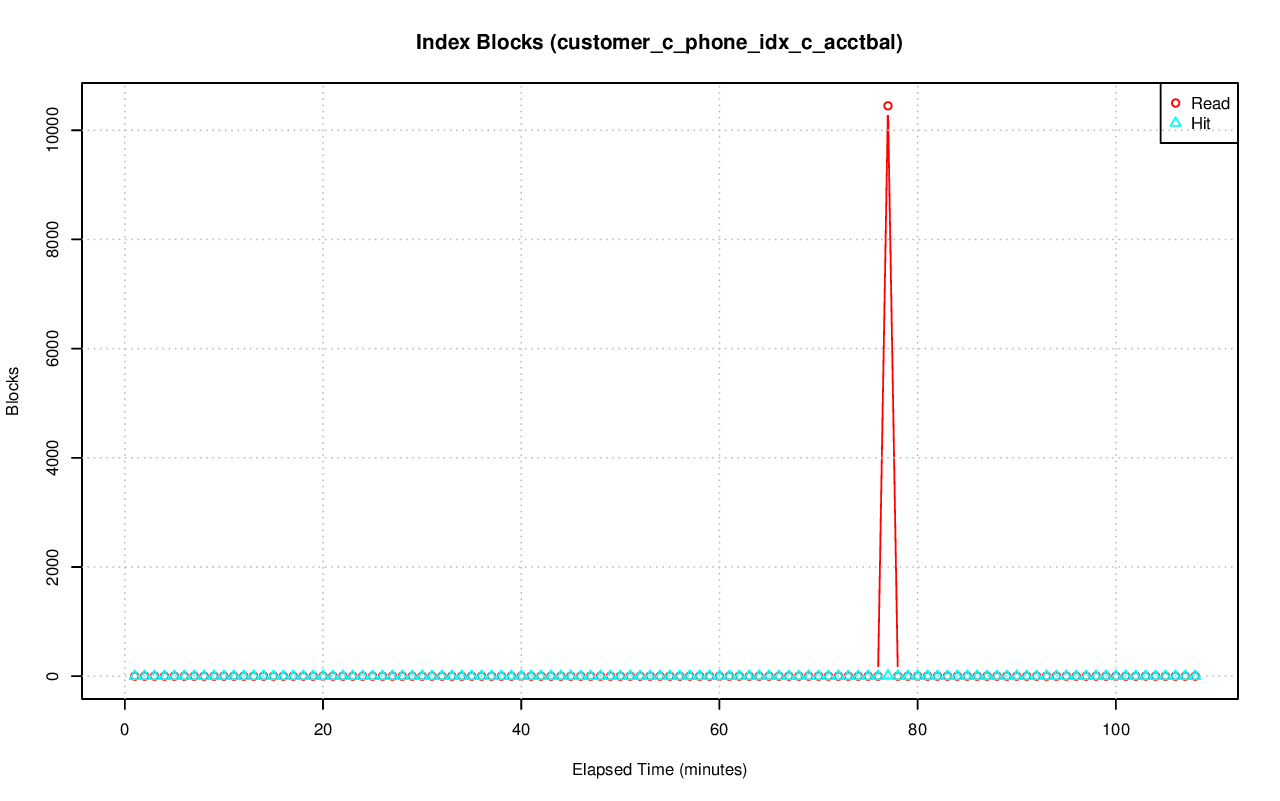 Index Blocks (customer_c_phone_idx_c_acctbal)
Read
Hit
10000
8000
6000
4000
2000
0
Blocks
0 20 40 60 80 100
Elapsed Time (minutes)